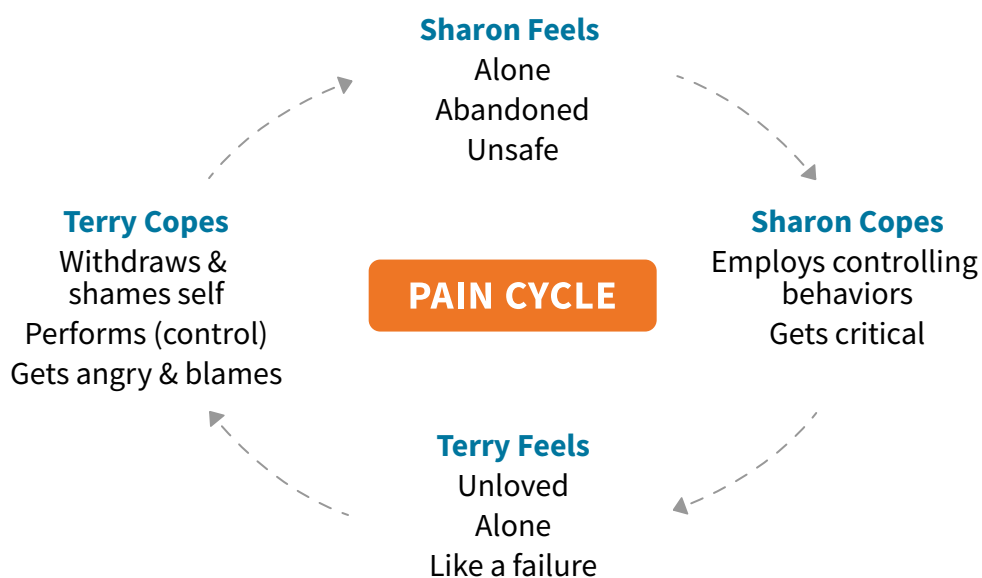 Sharon Feels
Alone
Abandoned
Unsafe
Sharon Copes
Employs controlling
behaviors
Gets critical
Terry Feels
Unloved
Alone
Like a failure
Terry Copes
Withdraws &
shames self
Performs (control)
Gets angry & blames
PAIN CYCLE